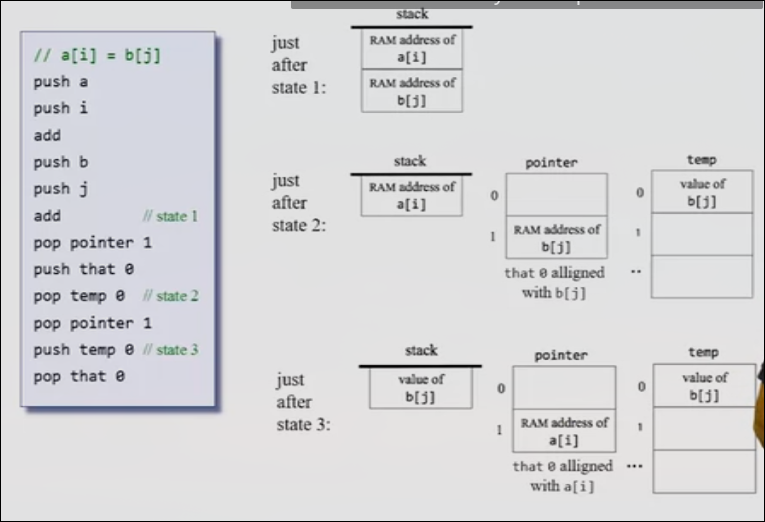 // a[i] = b[j]
push a
push i
add
push b
push j
add // state 1
pop pointer 1
push that 0
pop temp 0 // state 2
pop pointer 1
push temp 0 // state 3
pop that 0
just
after
state 1:
stack
RAM address of
a[i]
RAM address of
b[j]
just
after
state 2:
stack
RAM address of
a[i]
pointer
0
1
RAM address of
b[j]
that 0 alligned
with b[j]
temp
0
value of
b[j]
1
..
just
after
state 3:
stack
value of
b[j]
pointer
0
1
RAM address of
a[i]
that 0 alligned
with a[i]
temp
0
value of
b[j]
1
...